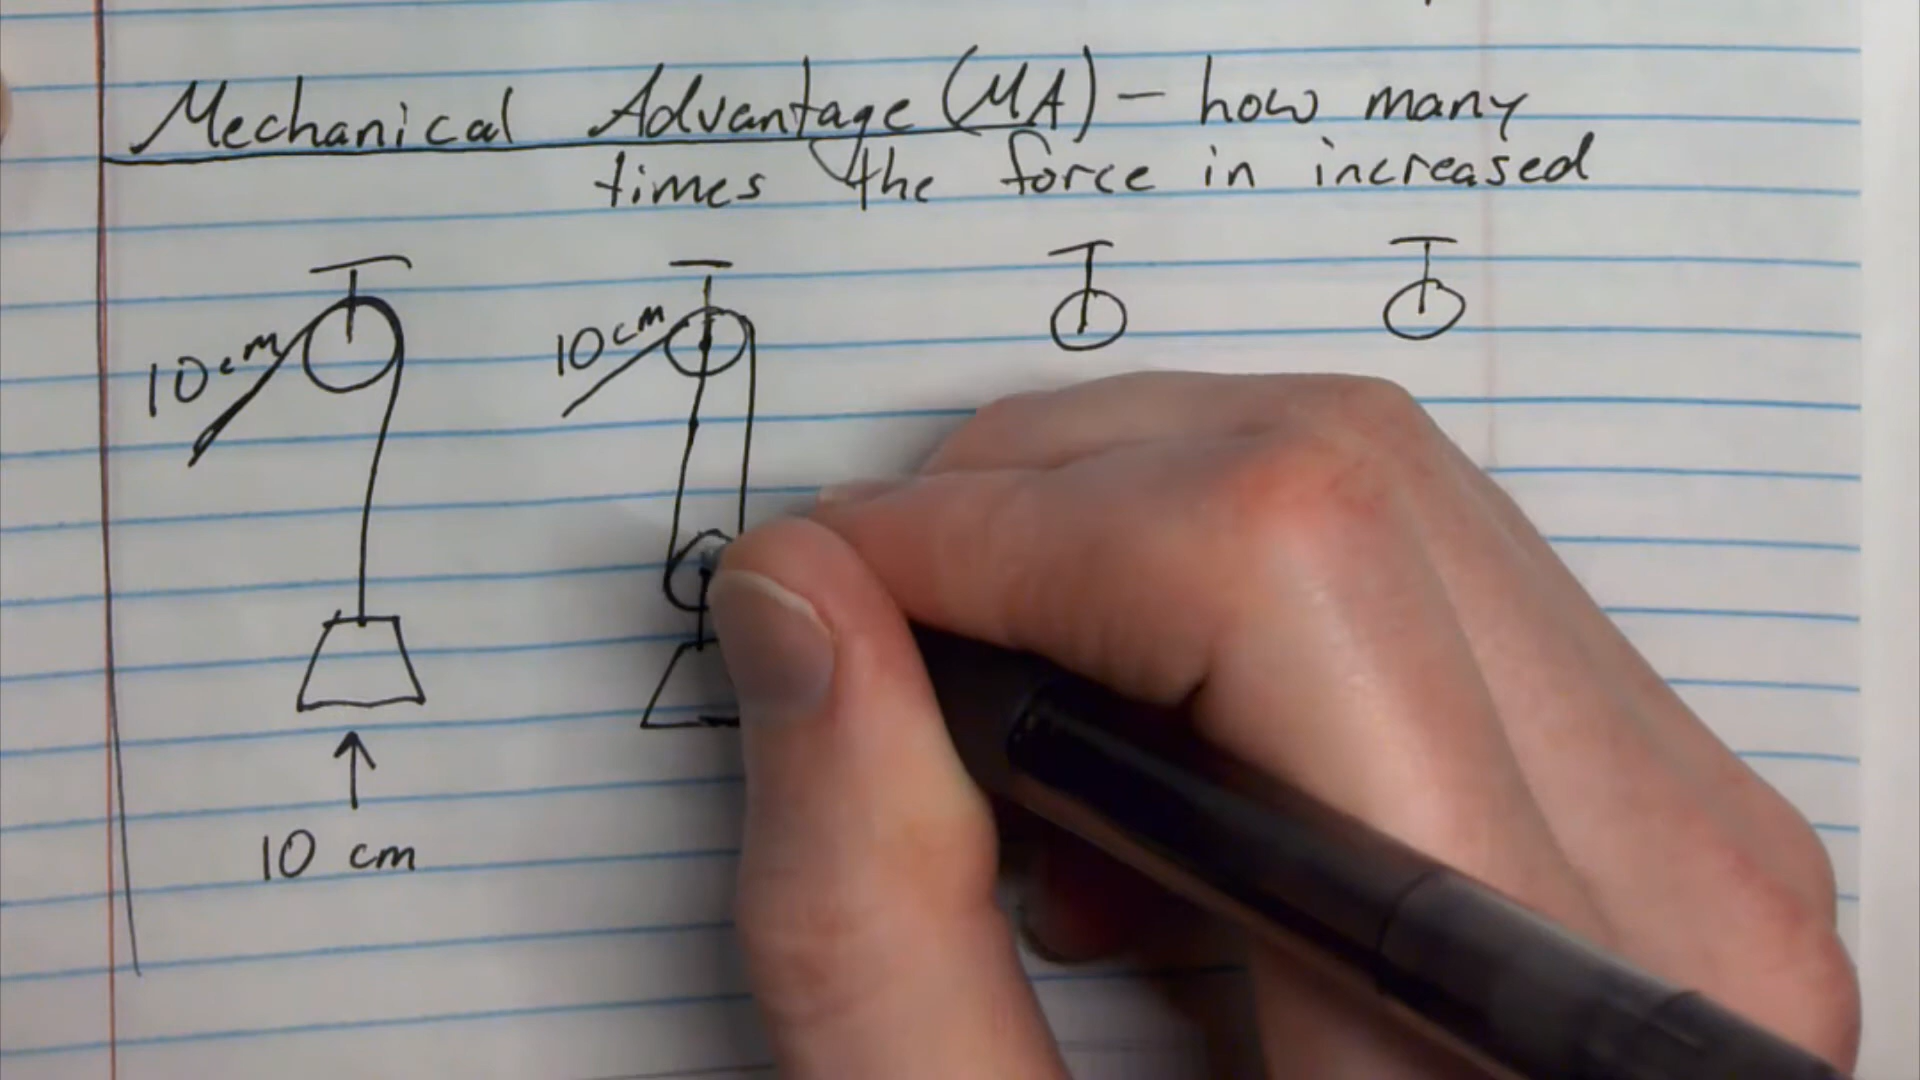 Mechanical Advantage (MA) - how many
times the force in increased
10cm
10cm
10 cm